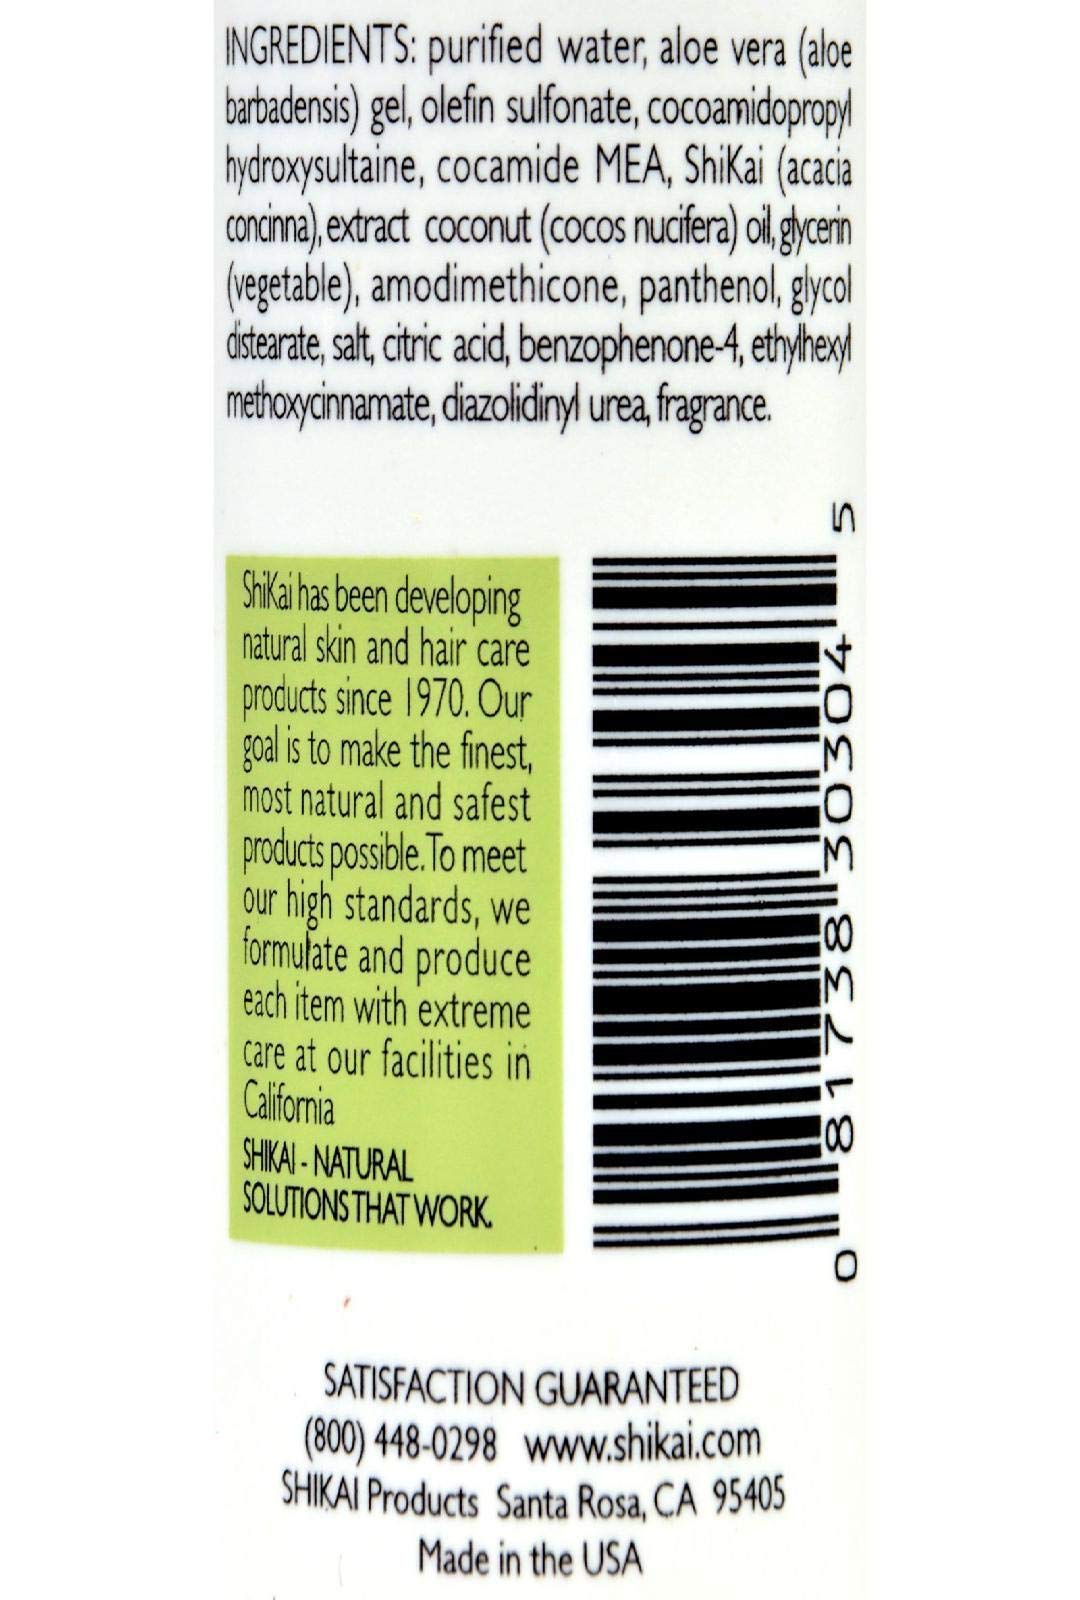 INGREDIENTS: purified water, aloe vera (aloe
barbadensis) gel, olefin sulfonate, cocoamidopropyl
hydroxysultaine, cocamide MEA, ShiKai (acacia
concinna), extract coconut (cocos nucifera) oil, glycerin
(vegetable), amodimethicone, panthenol, glycol
distearate, salt, citric acid, benzophenone-4, ethylhexyl
methoxycinnamate, diazolidinyl urea, fragrance.
ShiKai has been developing
natural skin and hair care
products since 1970. Our
goal is to make the finest,
most natural and safest
products possible. To meet
our high standards, we
formulate and produce
each item with extreme
care at our facilities in
California
SHIKAI - NATURAL
SOLUTIONS THAT WORK.
0 81738 30304 5
SATISFACTION GUARANTEED
(800) 448-0298 www.shikai.com
SHIKAI Products Santa Rosa, CA 95405
Made in the USA